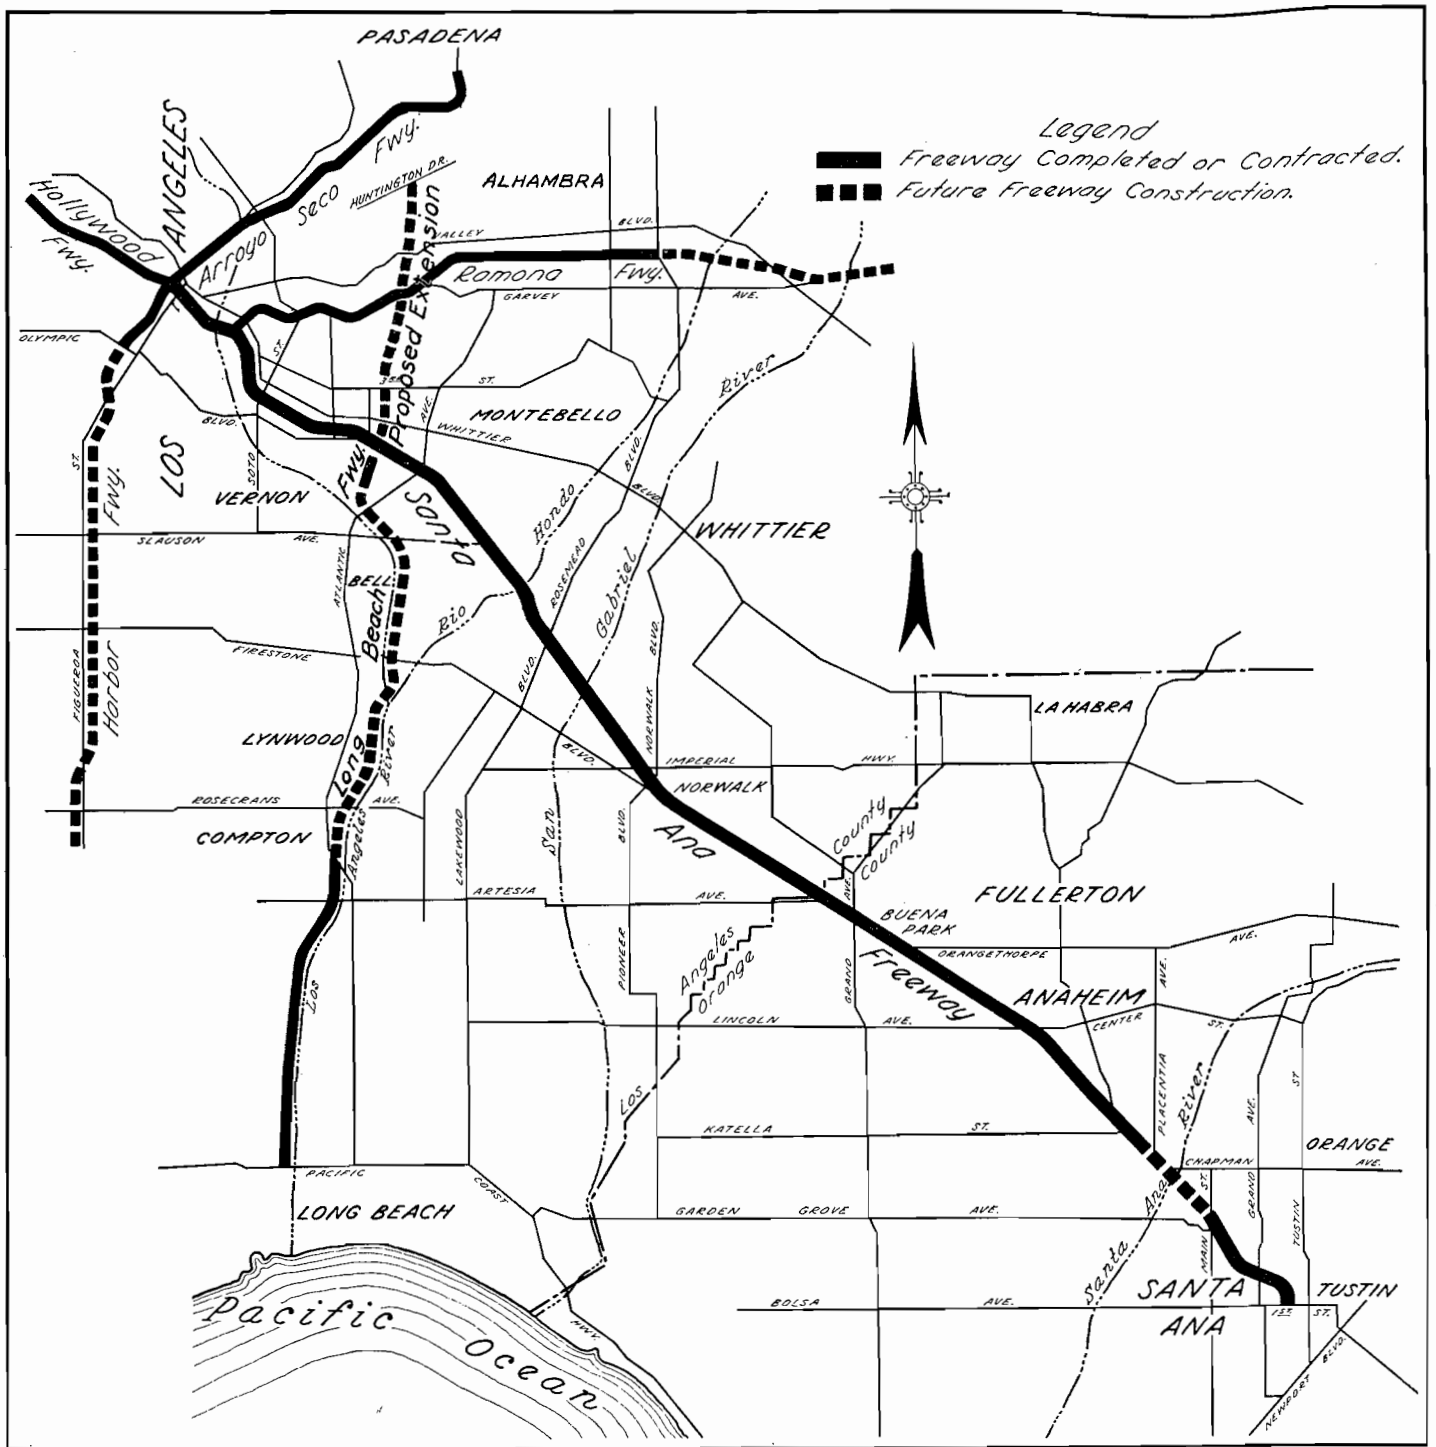 PASADENA
Legend
Freeway Completed or Contracted.
Future Freeway Construction.
LOS ANGELES
Hollywood
Fwy.
Arroyo Seco Fwy.
HUNTINGTON DR.
ALHAMBRA
VALLEY BLVD.
Ramona Fwy.
GARVEY AVE.
Proposed Extension
OLYMPIC BLVD.
ST.
3RD ST.
AVE.
MONTEBELLO
WHITTIER BLVD.
River
SOTO
VERNON
Fwy.
ST.
Fwy.
SLAUSON AVE.
Santa Ana Freeway
Rio Hondo
ROSEMEAD BLVD.
BLVD.
San Gabriel River
WHITTIER
ATLANTIC
BELL
Long Beach
FIRESTONE BLVD.
FIGUEROA
Harbor
NORWALK BLVD.
LYNWOOD
Los Angeles River
LA HABRA
IMPERIAL HWY.
NORWALK
ROSECRANS AVE.
COMPTON
LAKEWOOD
PIONEER BLVD.
County
County
ARTESIA AVE.
AVE.
FULLERTON
BUENA
PARK
Los Angeles
Orange
ORANGETHORPE AVE.
GRAND
ANAHEIM
LINCOLN AVE.
CENTER ST.
PLACENTIA AVE.
Santa Ana River
KATELLA ST.
GRAND AVE.
TUSTIN ST.
ORANGE
CHAPMAN AVE.
PACIFIC COAST HWY.
LONG BEACH
GARDEN GROVE AVE.
MAIN ST.
SANTA
ANA
TUSTIN
BOLSA AVE.
1ST. ST.
NEWPORT BLVD.
Pacific Ocean